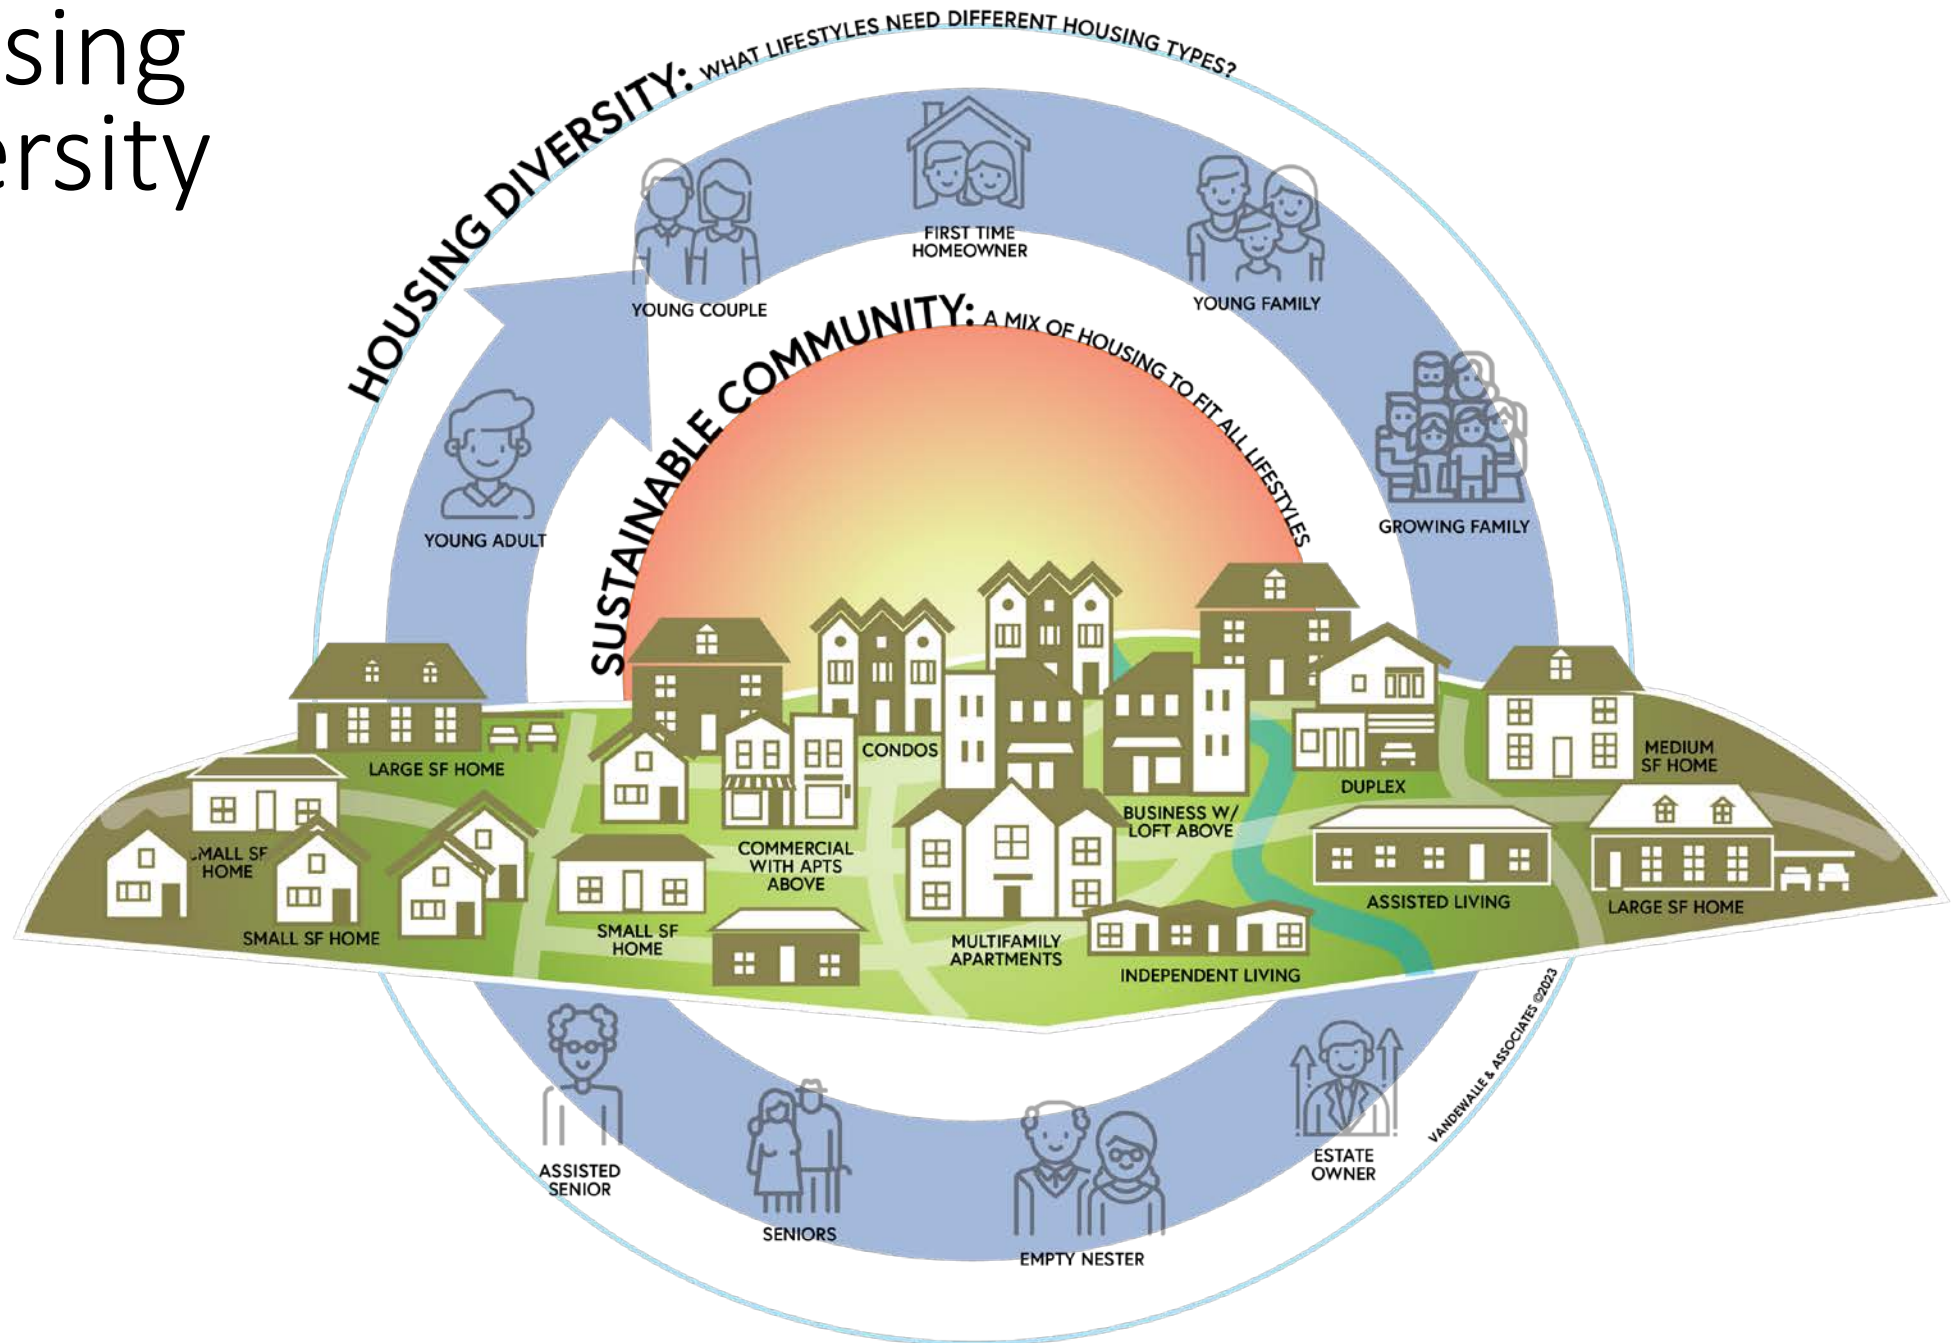 sing
ersity
HOUSING DIVERSITY: WHAT LIFESTYLES NEED DIFFERENT HOUSING TYPES?
FIRST TIME
HOMEOWNER
YOUNG COUPLE
YOUNG FAMILY
SUSTAINABLE COMMUNITY: A MIX OF HOUSING TO FIT ALL LIFESTYLES
YOUNG ADULT
GROWING FAMILY
LARGE SF HOME
CONDOS
MEDIUM
SF HOME
DUPLEX
BUSINESS W/
LOFT ABOVE
SMALL SF
HOME
COMMERCIAL
WITH APTS
ABOVE
ASSISTED LIVING
LARGE SF HOME
SMALL SF HOME
SMALL SF
HOME
MULTIFAMILY
APARTMENTS
INDEPENDENT LIVING
VANDEWALLE & ASSOCIATES ©2023
ASSISTED
SENIOR
ESTATE
OWNER
SENIORS
EMPTY NESTER